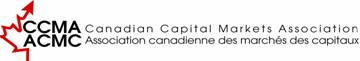 CCMA Canadian Capital Markets Association
ACMC Association canadienne des marchés des capitaux